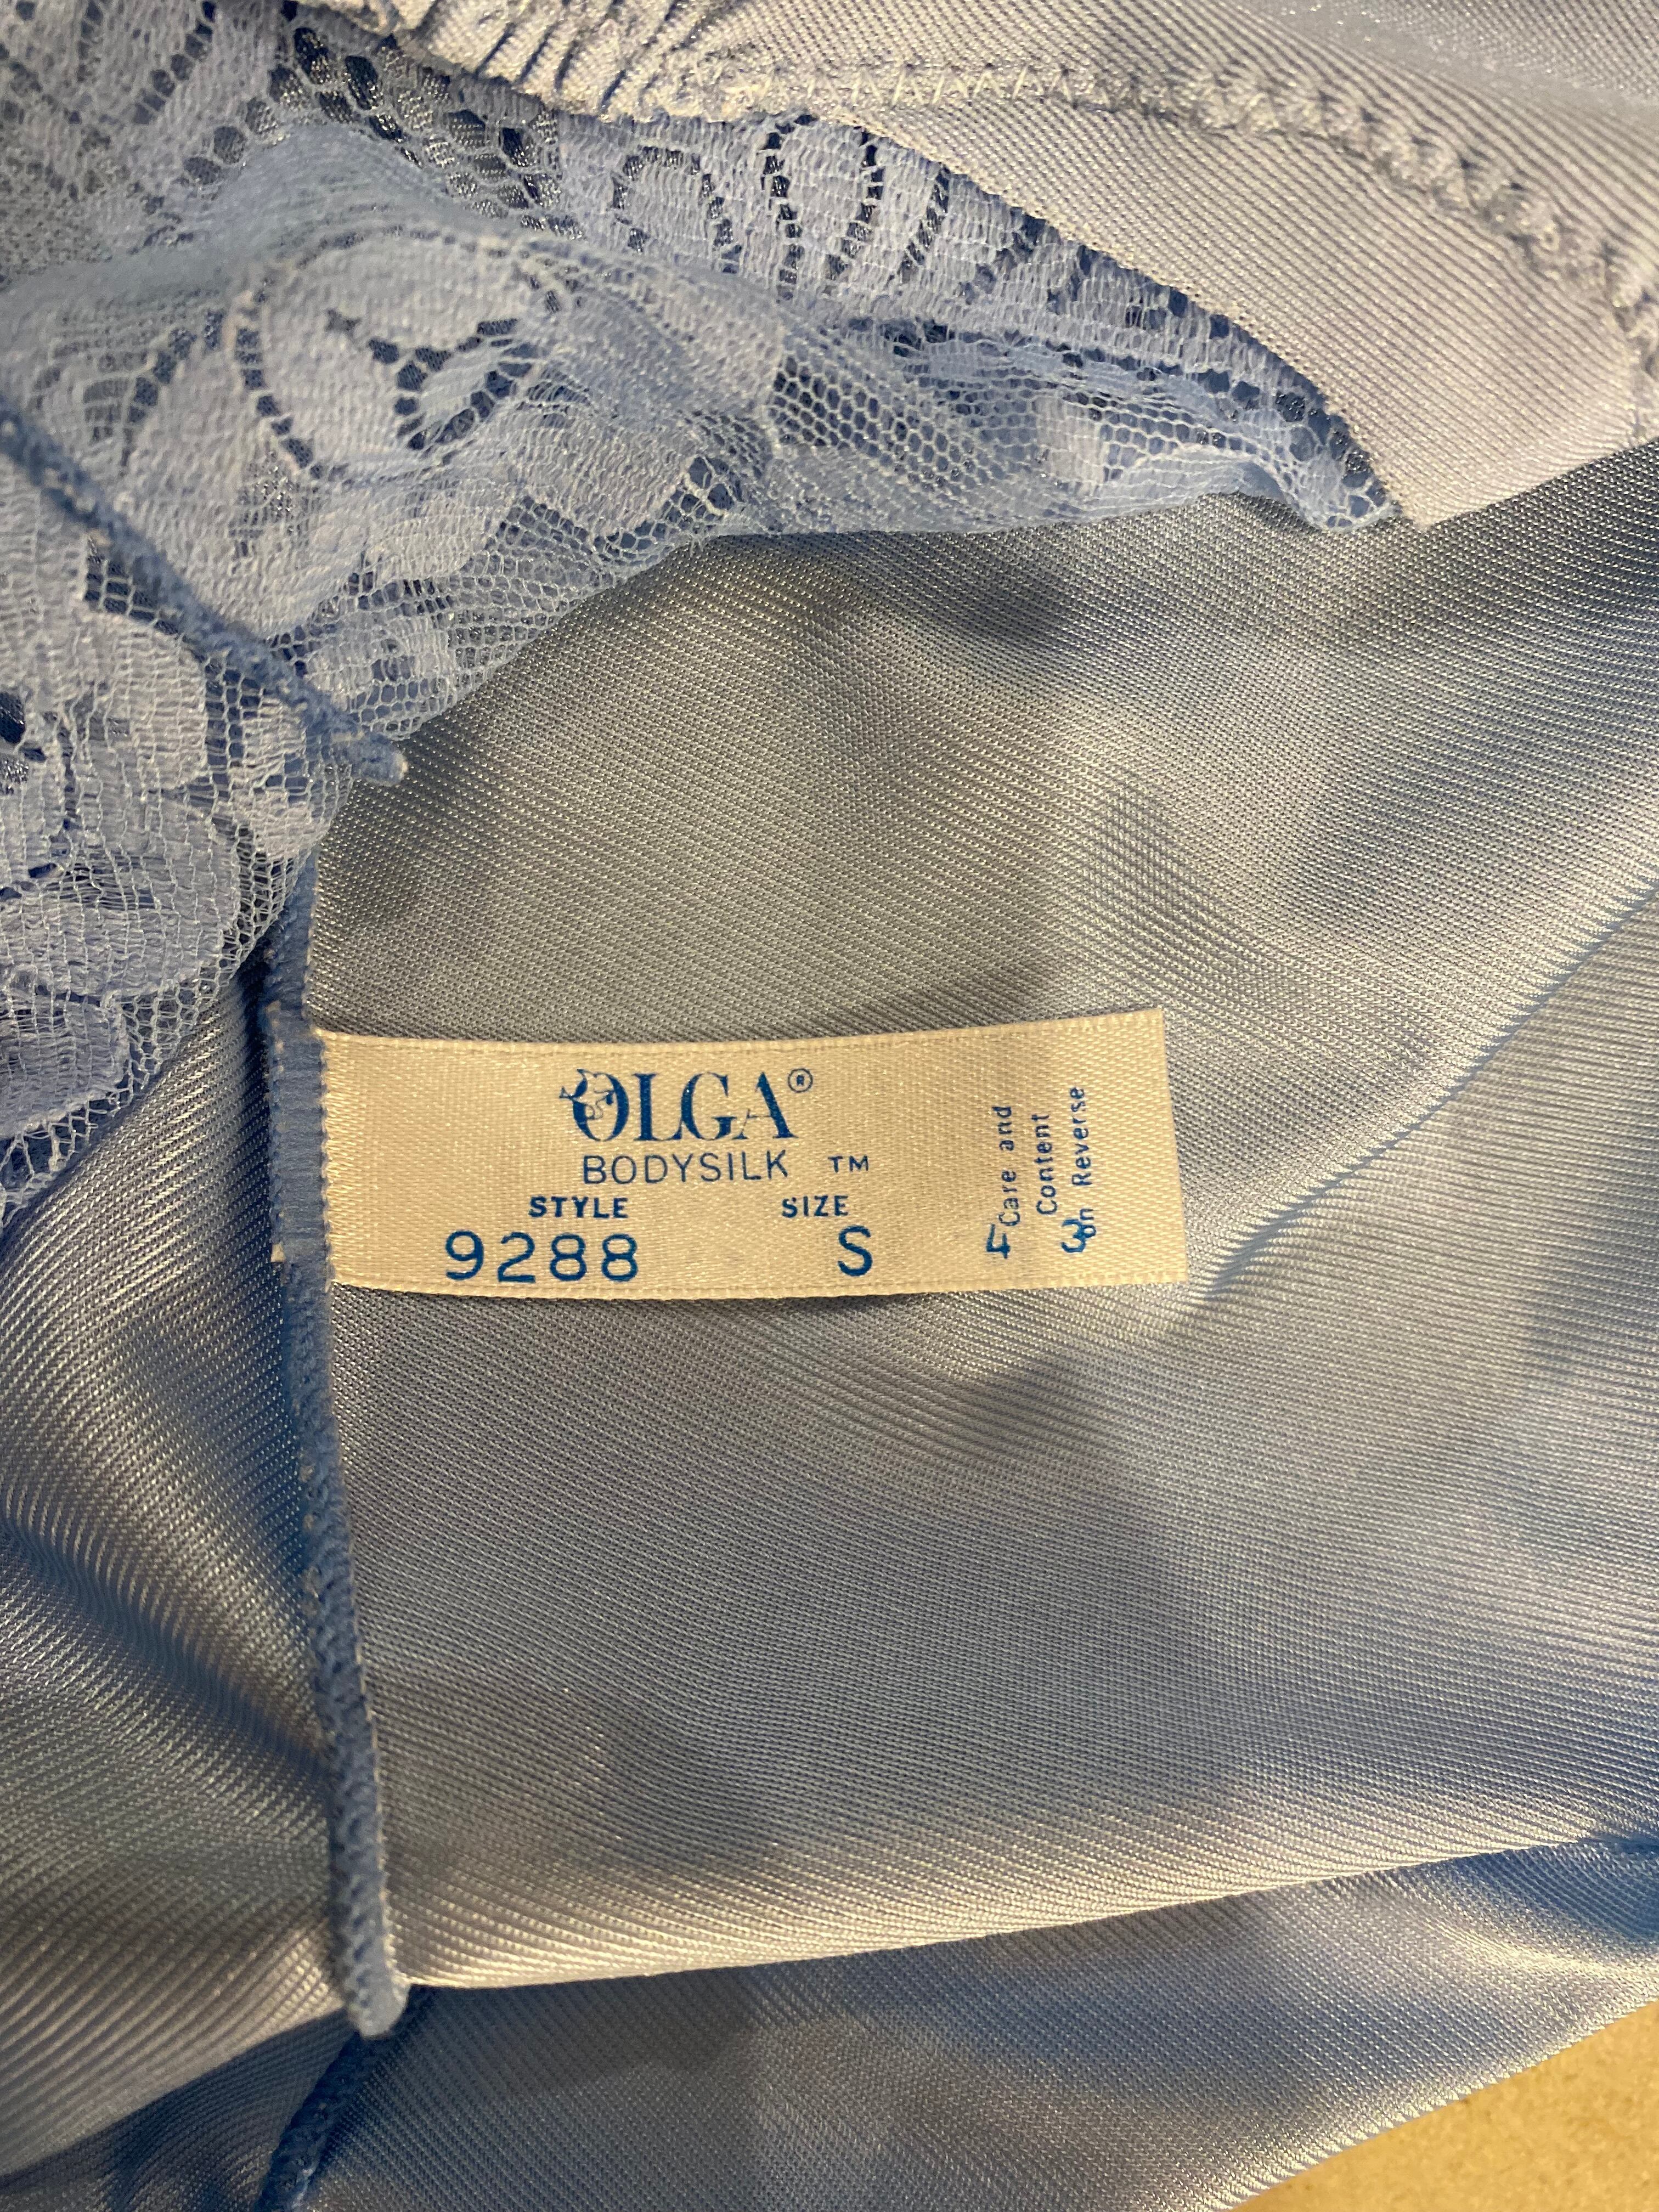 OLGA®
BODYSILK ™
STYLE SIZE
9288 S
Care and
Content
on Reverse